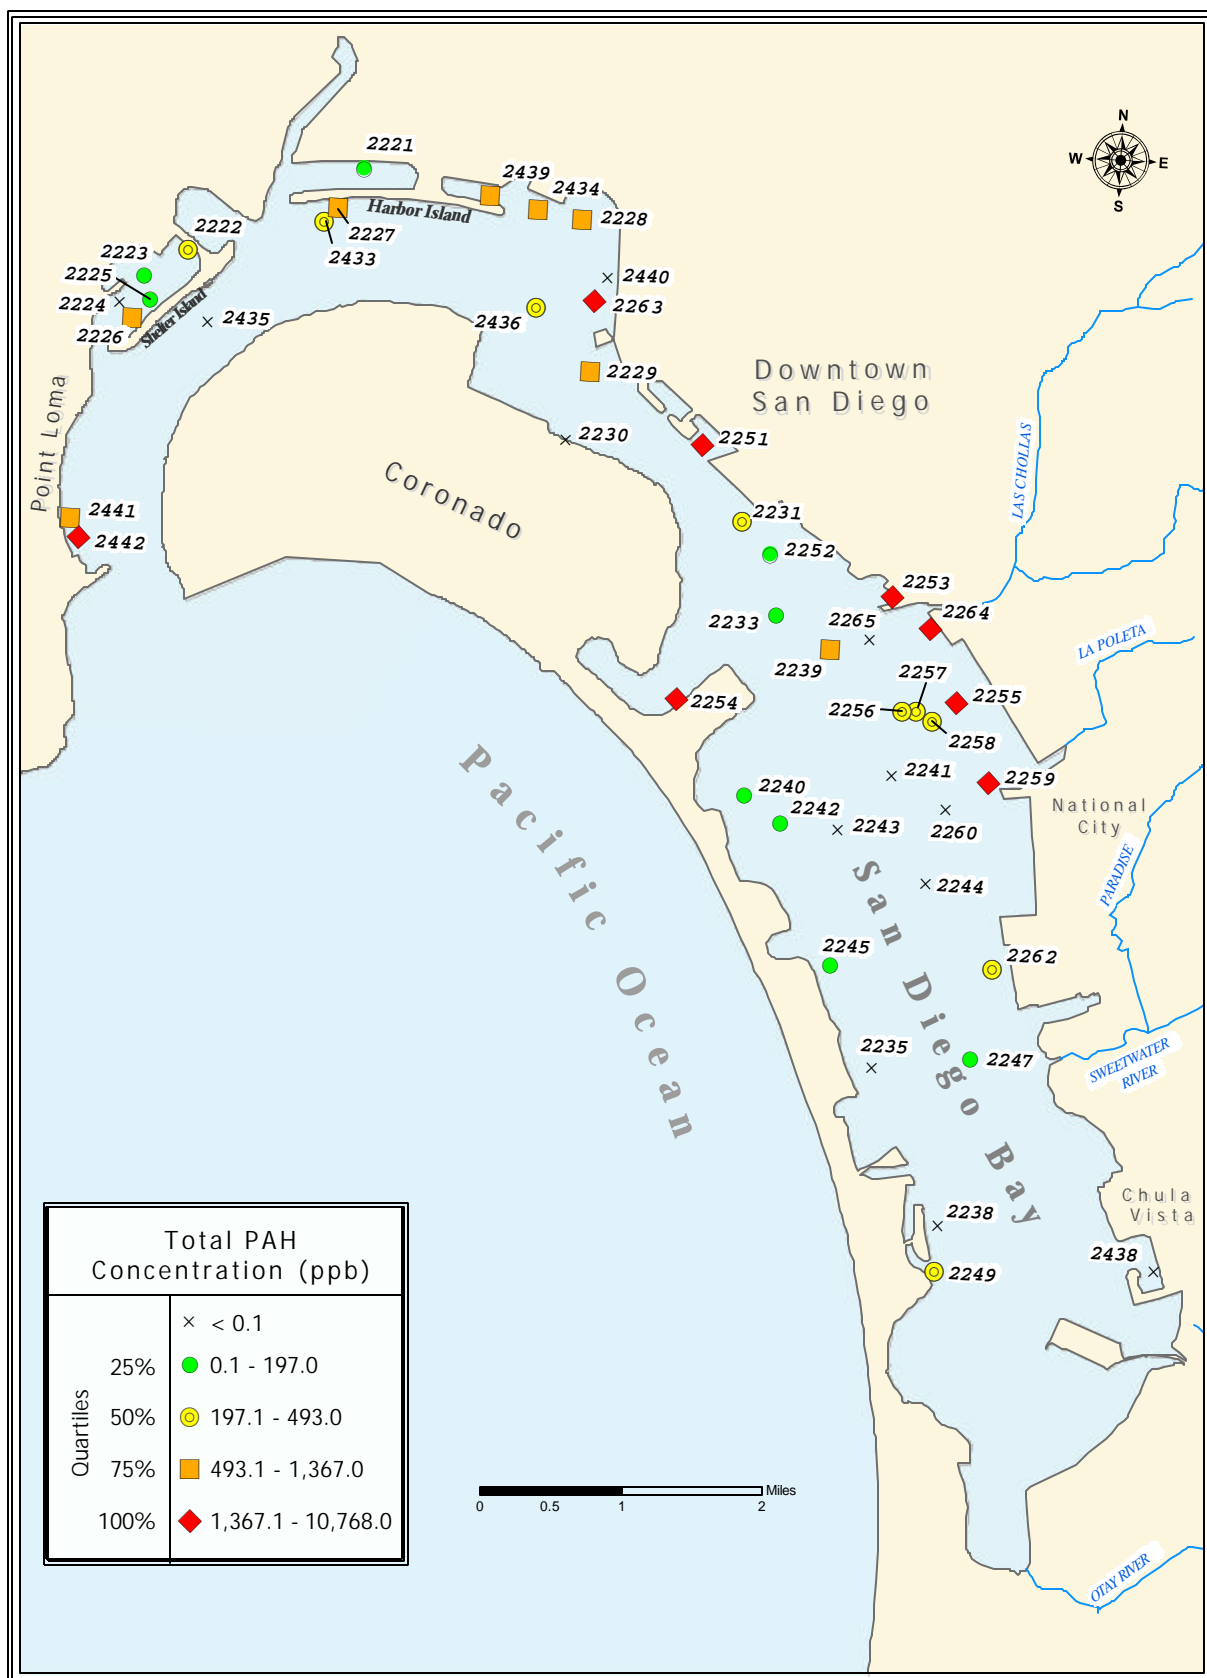 N
W
E
S
2221
2439
2434
2228
Harbor Island
2227
2433
2222
2223
2225
2224
2226
Shelter Island
2435
2440
2263
2436
2229
Downtown
San Diego
2230
2251
Point Loma
Coronado
LAS CHOLLAS
2441
2442
2231
2252
2253
2264
2265
2233
2239
LA POLETA
2257
2256
2255
2258
2254
2241
2259
2240
2242
2243
2260
National
City
2244
PARADISE
Pacific Ocean
San Diego Bay
2245
2262
2235
2247
SWEETWATER
RIVER
2238
2249
Chula
Vista
2438
Total PAH
Concentration (ppb)
Quartiles
< 0.1
25% 0.1 - 197.0
50% 197.1 - 493.0
75% 493.1 - 1,367.0
100% 1,367.1 - 10,768.0
Miles
0 0.5 1 2
OTAY RIVER